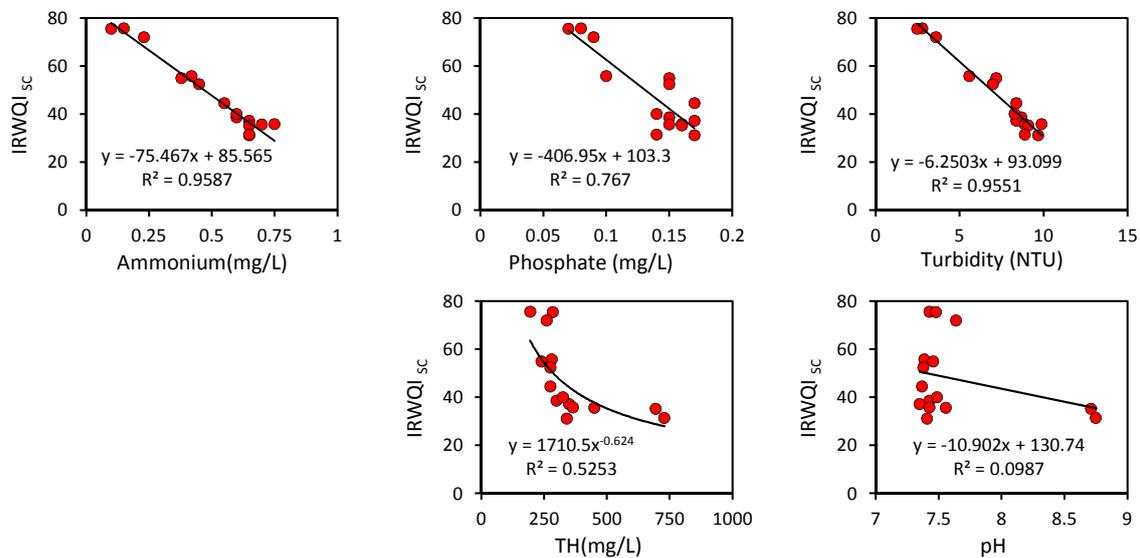 80
60
40
20
0
IRWQI SC
y = -75.467x + 85.565
R² = 0.9587
0 0.25 0.5 0.75 1
Ammonium(mg/L)
80
60
40
20
0
IRWQI SC
y = -406.95x + 103.3
R² = 0.767
0 0.05 0.1 0.15 0.2
Phosphate (mg/L)
80
60
40
20
0
IRWQI SC
y = -6.2503x + 93.099
R² = 0.9551
0 5 10 15
Turbidity (NTU)
80
60
40
20
0
IRWQI SC
y = 1710.5x^-0.624
R² = 0.5253
0 250 500 750 1000
TH(mg/L)
80
60
40
20
0
IRWQI SC
y = -10.902x + 130.74
R² = 0.0987
7 7.5 8 8.5 9
pH